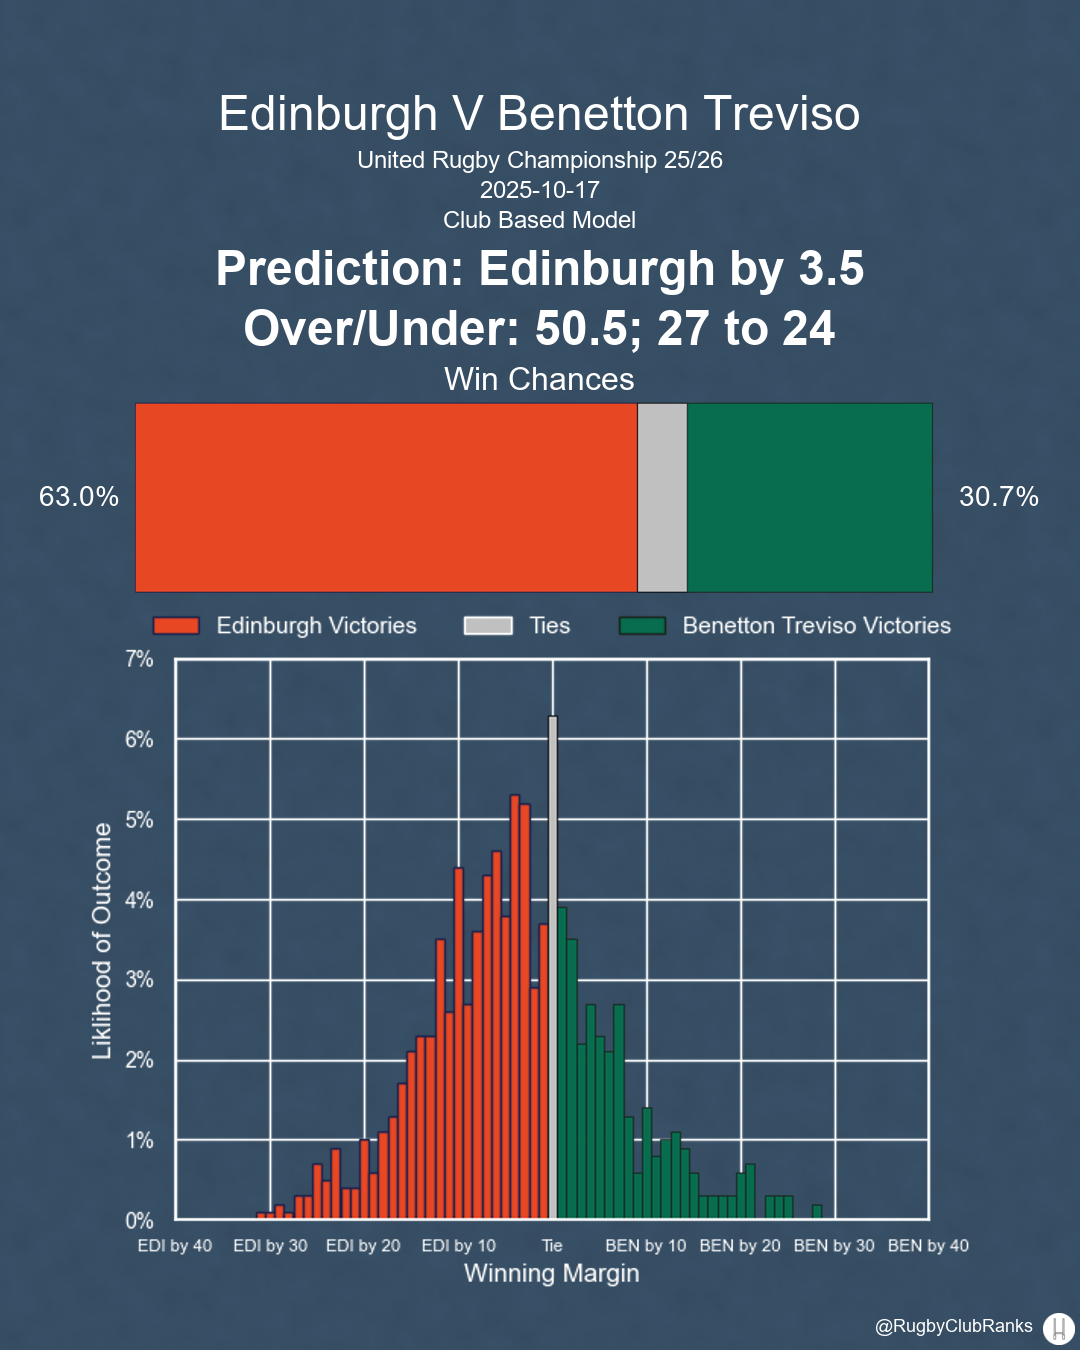 Edinburgh V Benetton Treviso
United Rugby Championship 25/26
2025-10-17
Club Based Model
Prediction: Edinburgh by 3.5
Over/Under: 50.5; 27 to 24
Win Chances
63.0%
30.7%
Edinburgh Victories
Ties
Benetton Treviso Victories
7%
6%
5%
4%
3%
2%
1%
0%
Liklihood of Outcome
EDI by 40
EDI by 30
EDI by 20
EDI by 10
Tie
BEN by 10
BEN by 20
BEN by 30
BEN by 40
Winning Margin
@RugbyClubRanks